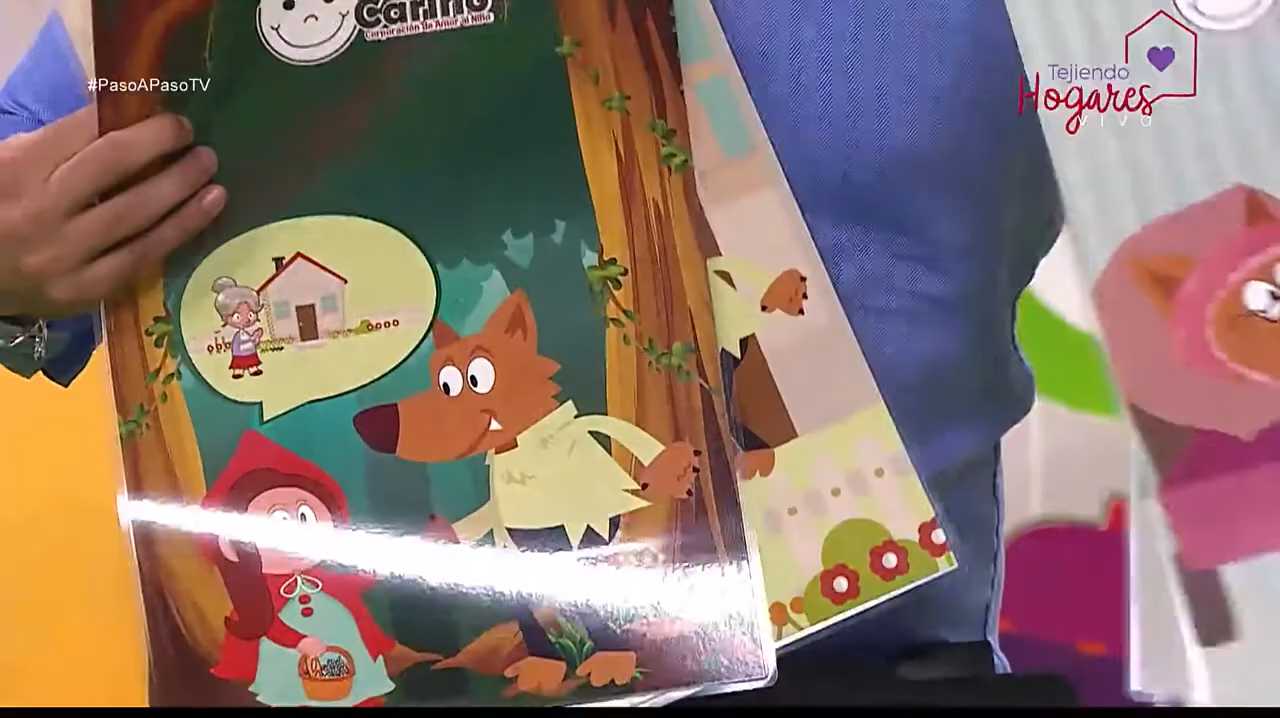 Cariño
Corporación de Amor al Niño
#PasoAPasoTV
Tejiendo
Hogares
VIVO